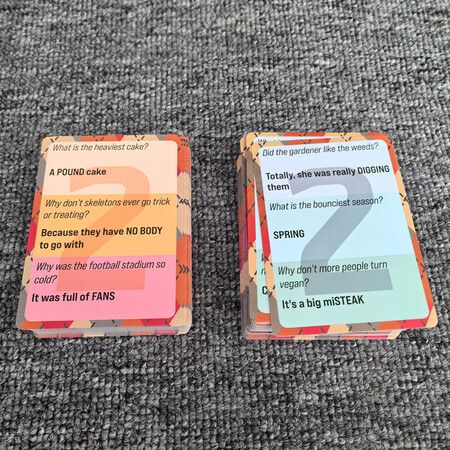 What is the heaviest cake?
A POUND cake
Why don't skeletons ever go trick
or treating?
Because they have NO BODY
to go with
Why was the football stadium so
cold?
It was full of FANS
2
Did the gardener like the weeds?
Totally, she was really DIGGING
them
What is the bounciest season?
SPRING
Why don't more people turn
vegan?
It's a big miSTEAK
2